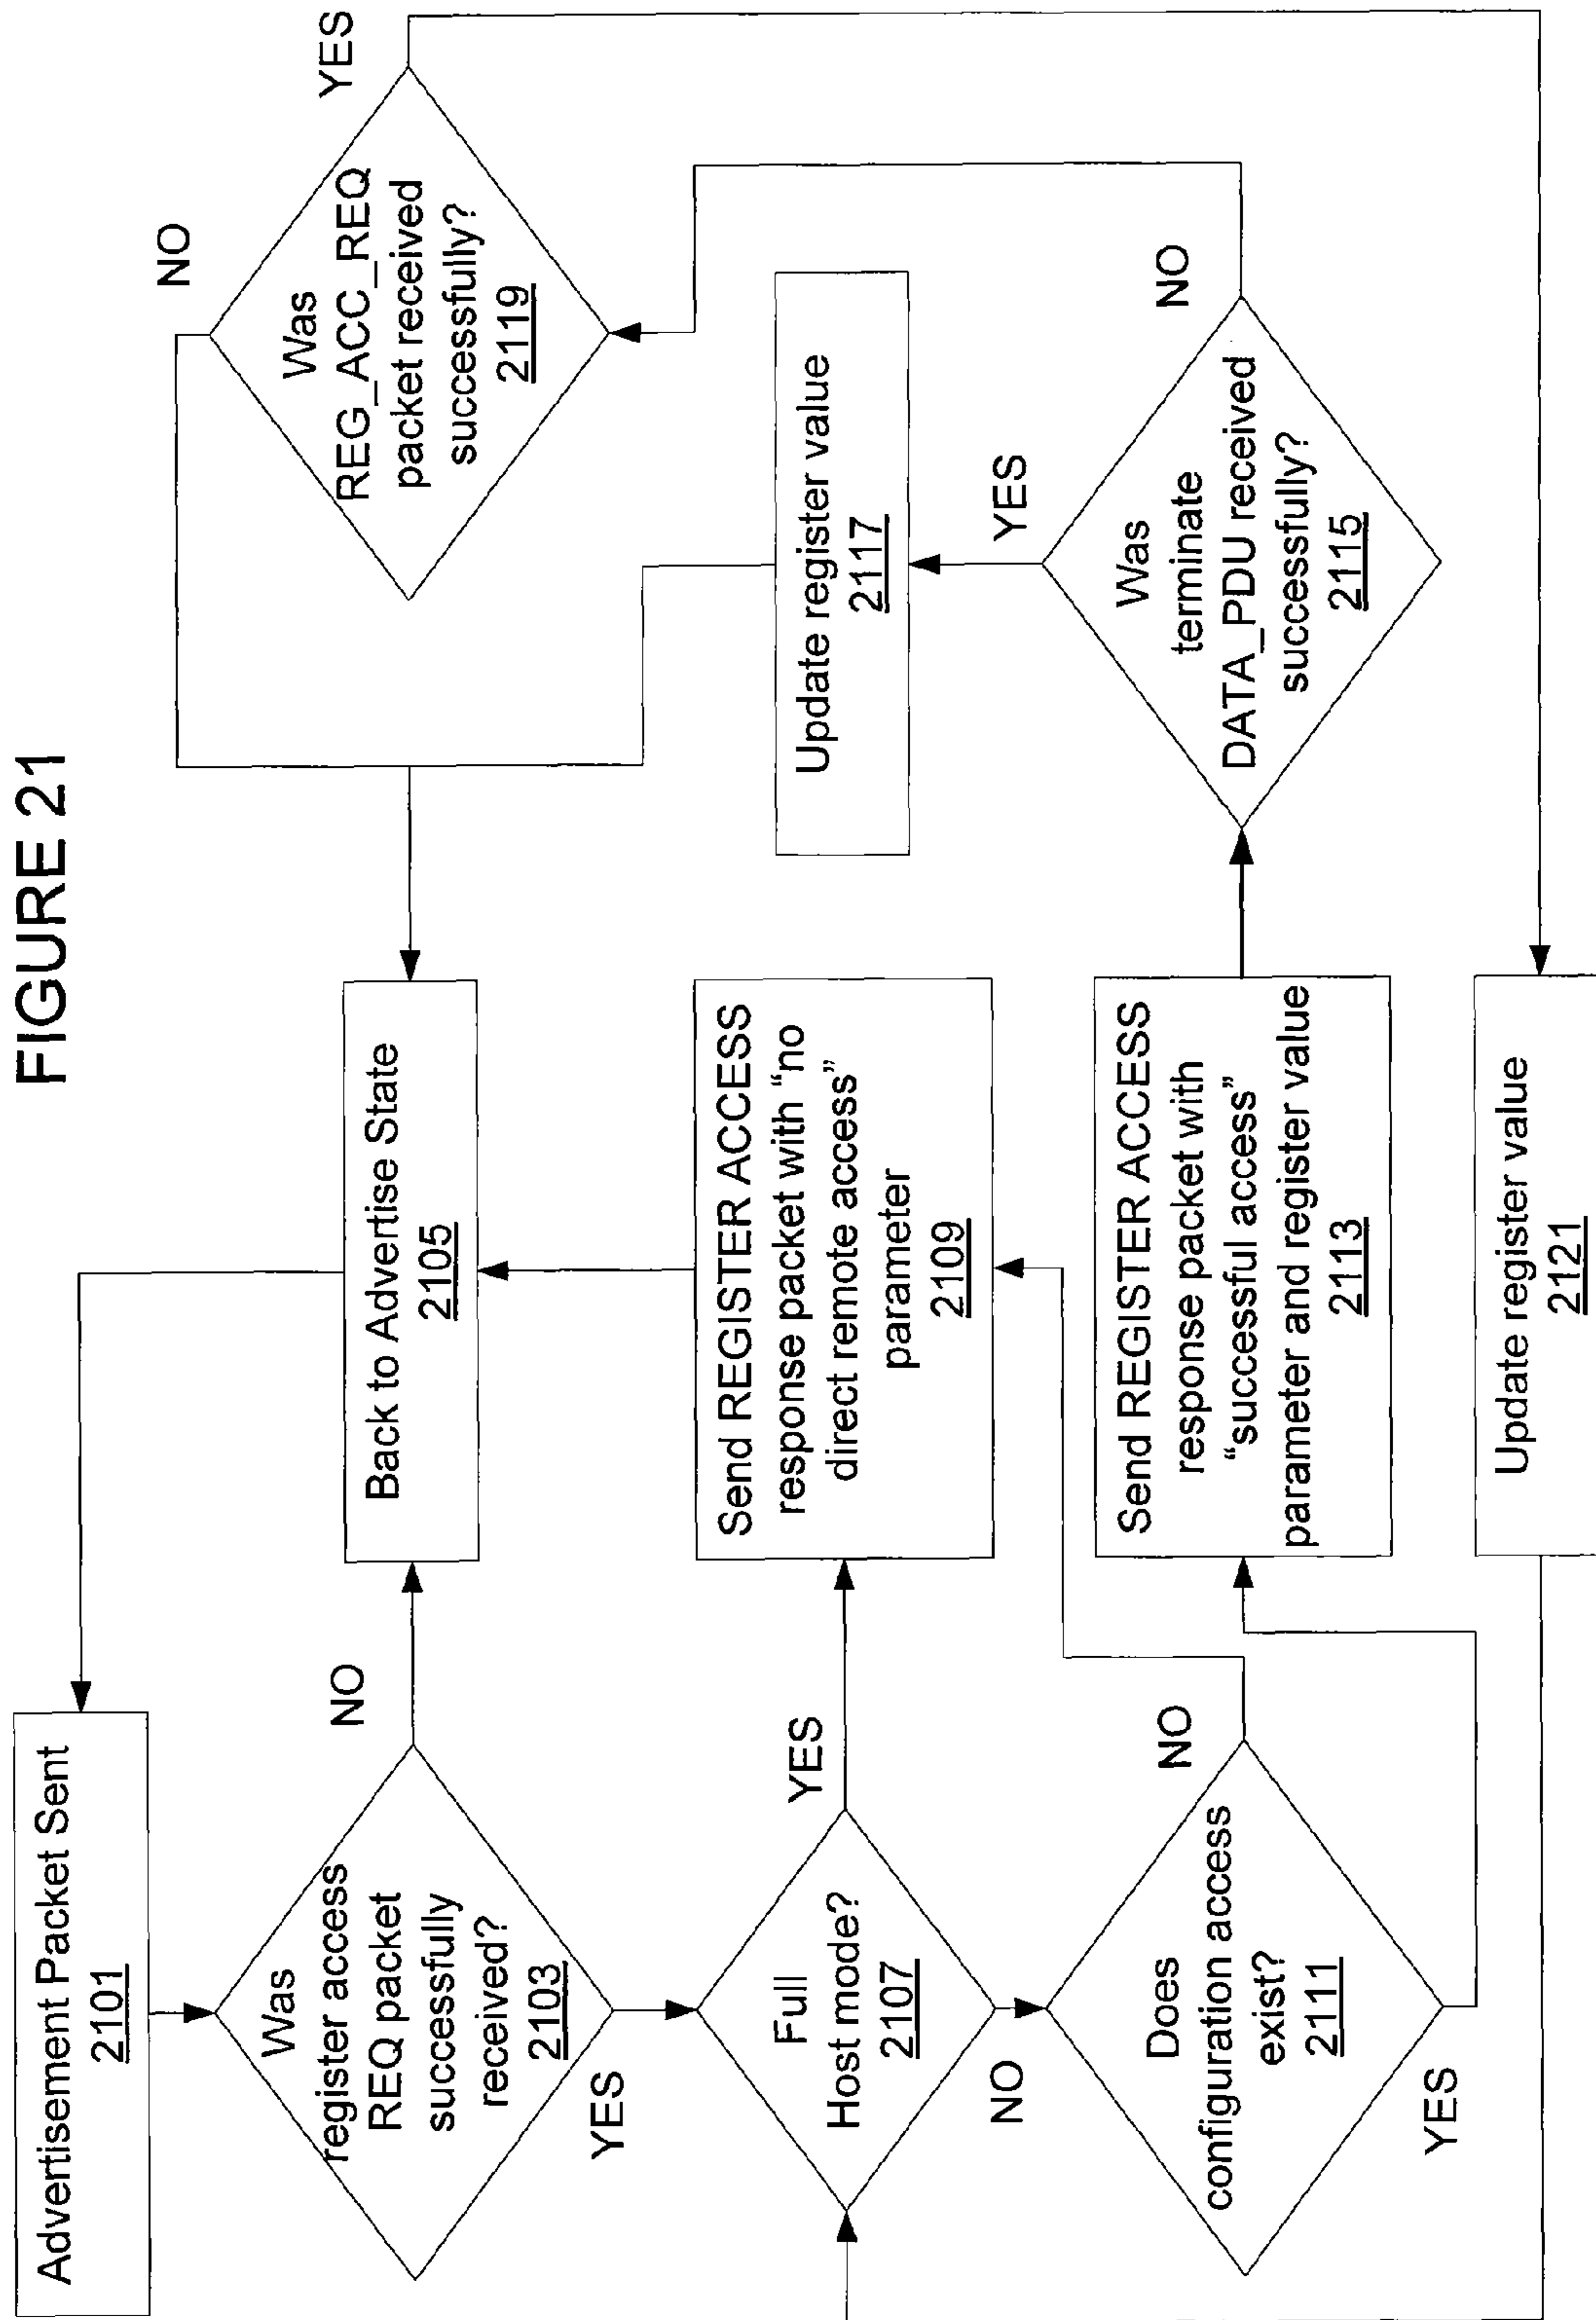 FIGURE 21
Advertisement Packet Sent
2101
Was
register access
REQ packet
successfully
received?
2103
NO
YES
Back to Advertise State
2105
Full
Host mode?
2107
YES
NO
Send REGISTER ACCESS
response packet with “no
direct remote access”
parameter
2109
Does
configuration access
exist?
2111
NO
YES
Send REGISTER ACCESS
response packet with
“successful access”
parameter and register value
2113
Was
terminate
DATA_PDU received
successfully?
2115
YES
NO
Update register value
2117
Was
REG_ACC_REQ
packet received
successfully?
2119
NO
YES
Update register value
2121